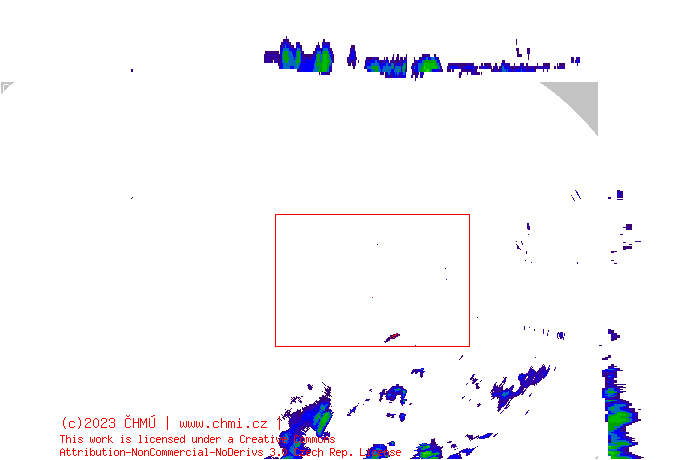 (c)2023 ČHMÚ | www.chmi.cz |
This work is licensed under a Creative Commons
Attribution-NonCommercial-NoDerivs 3.0 Czech Rep. License